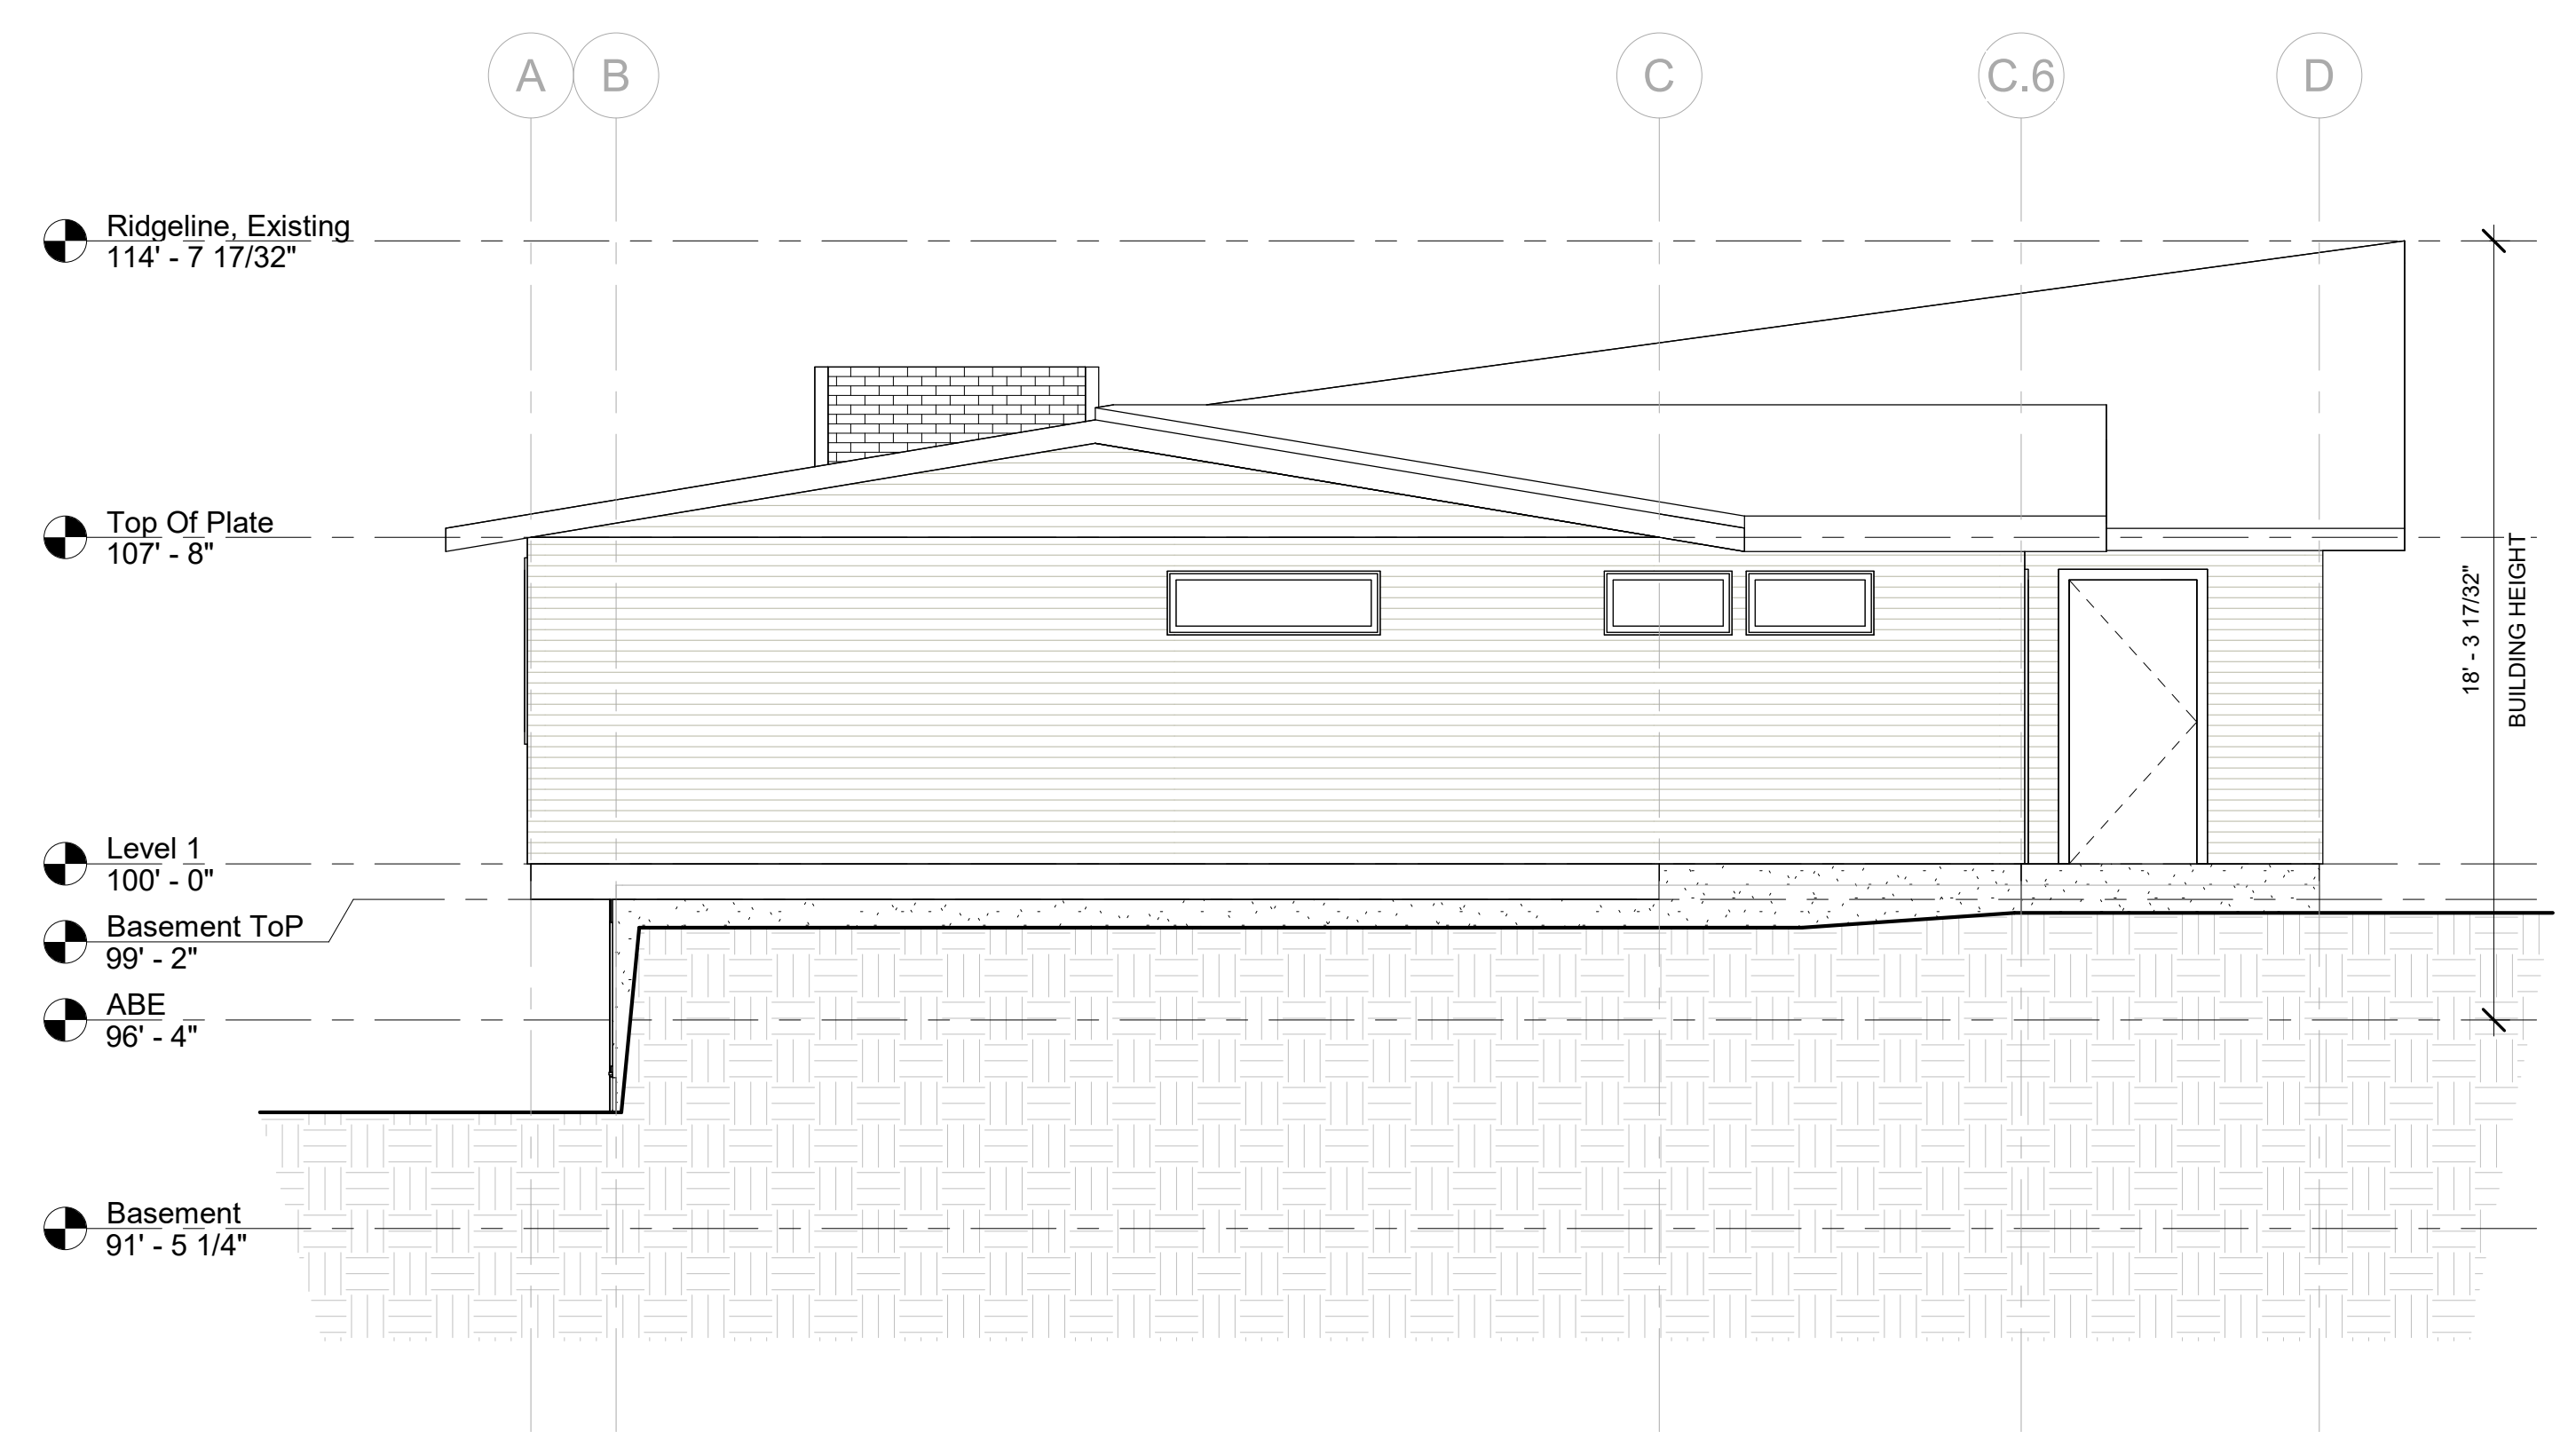 A B C C.6 D
Ridgeline, Existing
114' - 7 17/32"
Top Of Plate
107' - 8"
18' - 3 17/32"
BUILDING HEIGHT
Level 1
100' - 0"
Basement ToP
99' - 2"
ABE
96' - 4"
Basement
91' - 5 1/4"